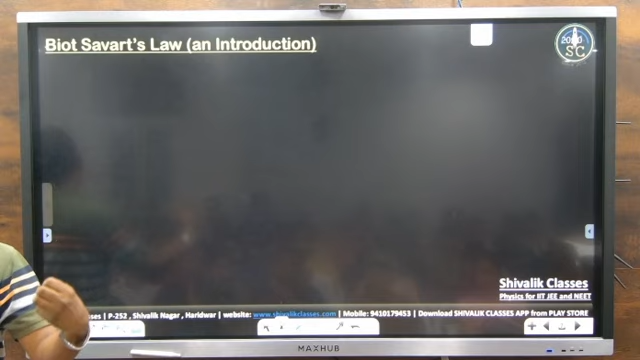 Biot Savart's Law (an Introduction)
SC
Shivalik Classes
Physics for IIT JEE and NEET
| P-252 , Shivalik Nagar , Haridwar | website: www.shivalikclasses.com | Mobile: 9410179453 | Download SHIVALIK CLASSES APP from PLAY STORE
MAXHUB